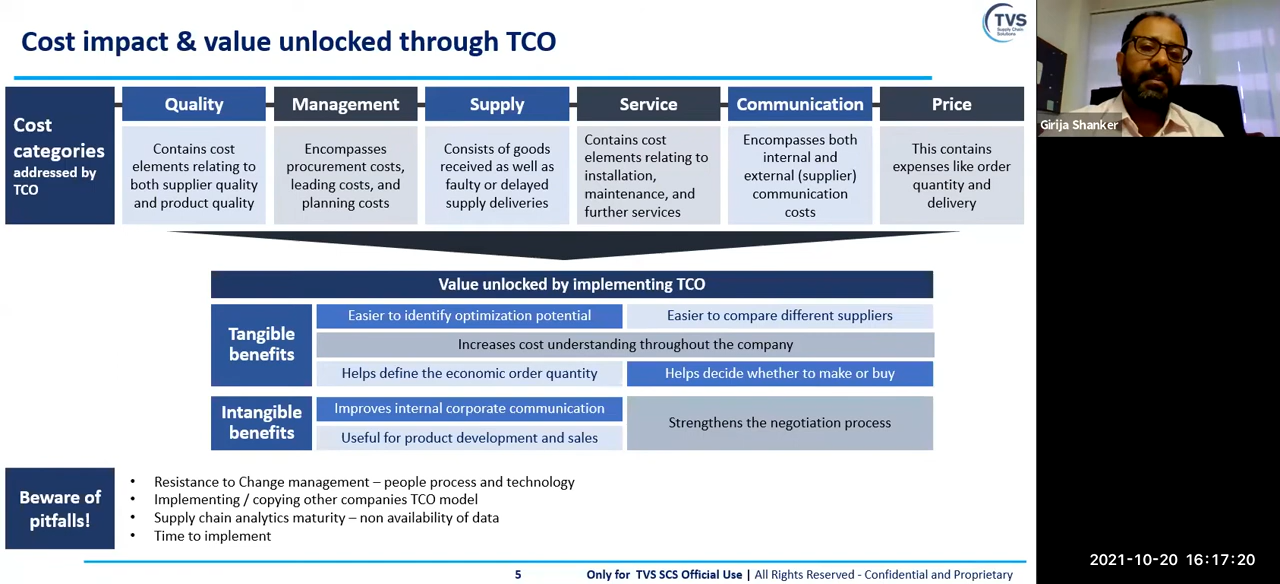 Cost impact & value unlocked through TCO
TVS
Supply Chain
Solutions
Cost
categories
addressed by
TCO
Quality
Contains cost
elements relating to
both supplier quality
and product quality
Management
Encompasses
procurement costs,
leading costs, and
planning costs
Supply
Consists of goods
received as well as
faulty or delayed
supply deliveries
Service
Contains cost
elements relating to
installation,
maintenance, and
further services
Communication
Encompasses both
internal and
external (supplier)
communication
costs
Price
This contains
expenses like order
quantity and
delivery
Value unlocked by implementing TCO
Tangible
benefits
Easier to identify optimization potential
Easier to compare different suppliers
Increases cost understanding throughout the company
Helps define the economic order quantity
Helps decide whether to make or buy
Intangible
benefits
Improves internal corporate communication
Useful for product development and sales
Strengthens the negotiation process
Beware of
pitfalls!
• Resistance to Change management – people process and technology
• Implementing / copying other companies TCO model
• Supply chain analytics maturity – non availability of data
• Time to implement
5
Only for TVS SCS Official Use | All Rights Reserved - Confidential and Proprietary
Girija Shanker
2021-10-20 16:17:20